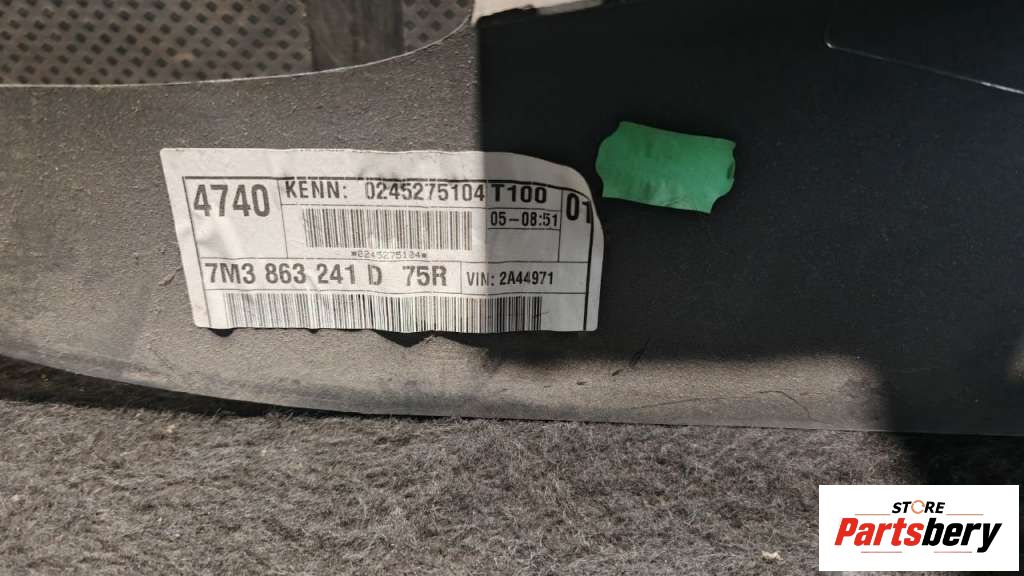 4740 KENN: 0245275104 T100 01
05-08:51
*0245275104*
7M3 863 241 D 75R VIN: 2A44971
STORE
Partsbery